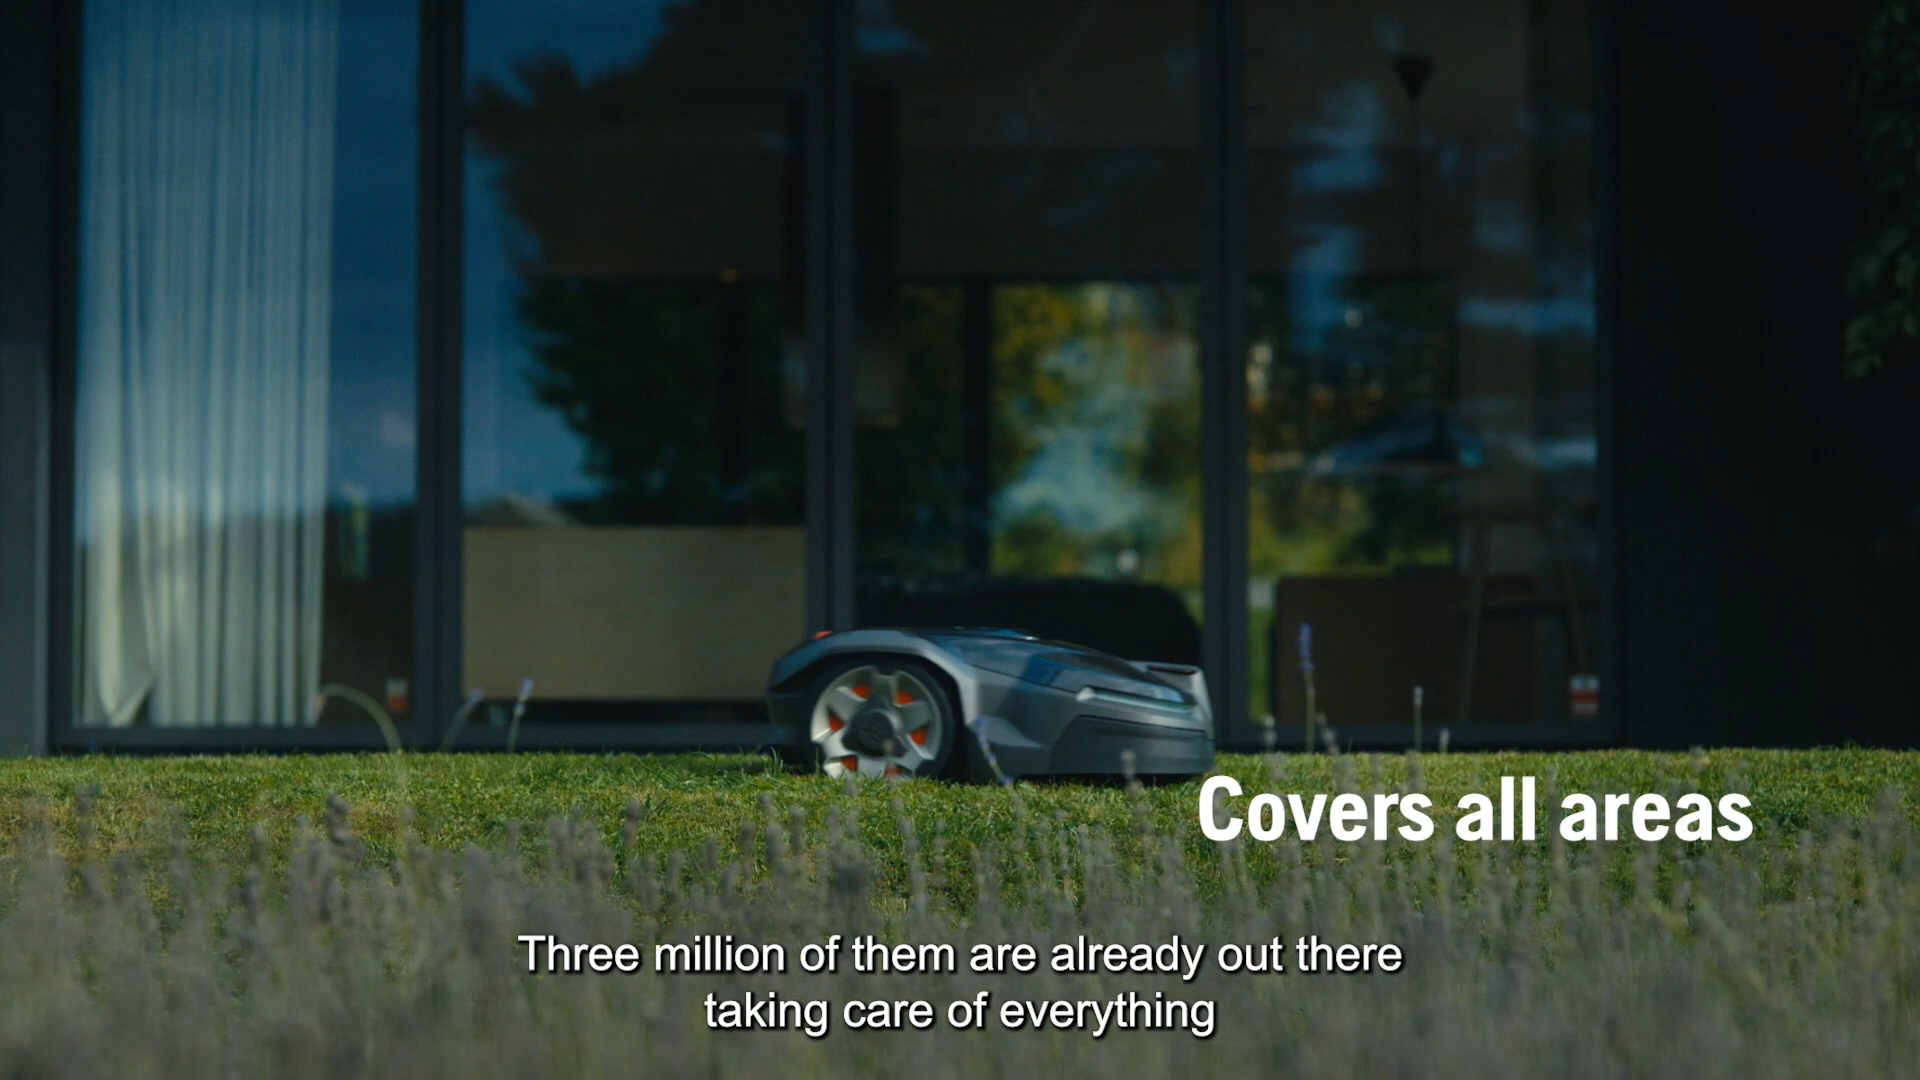 Covers all areas
Three million of them are already out there
taking care of everything